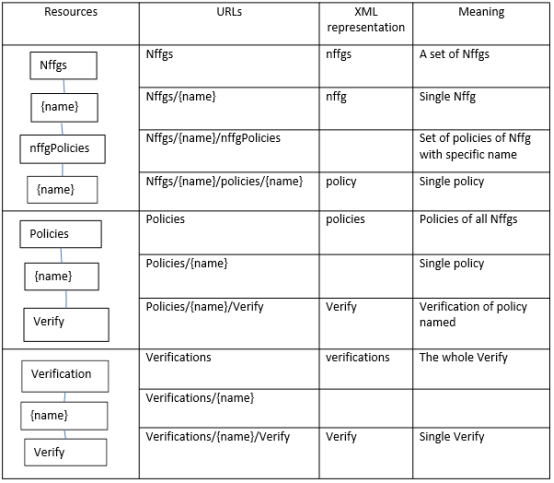 Resources URLs XML representation Meaning
Nffgs
{name}
nffgPolicies
{name}
Nffgs nffgs A set of Nffgs
Nffgs/{name} nffg Single Nffg
Nffgs/{name}/nffgPolicies Set of policies of Nffg
with specific name
Nffgs/{name}/policies/{name} policy Single policy
Policies
{name}
Verify
Policies policies Policies of all Nffgs
Policies/{name} Single policy
Policies/{name}/Verify Verify Verification of policy
named
Verification
{name}
Verify
Verifications verifications The whole Verify
Verifications/{name}
Verifications/{name}/Verify Verify Single Verify